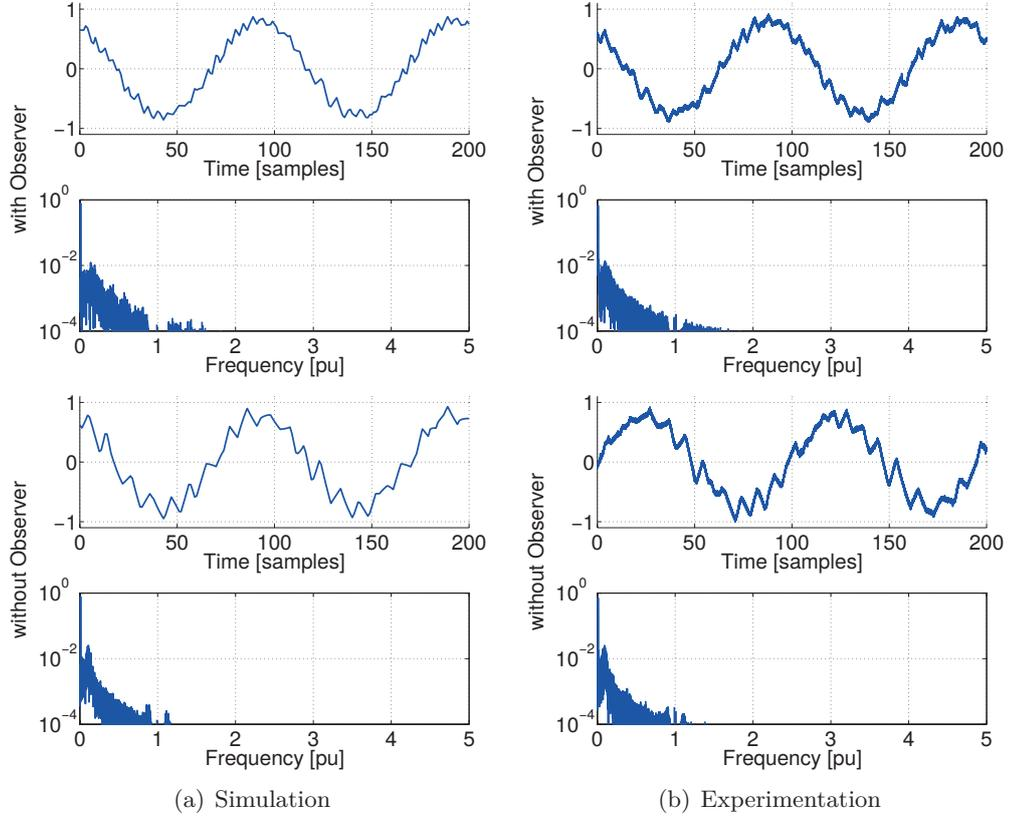 with Observer
1
0
−1
0 50 100 150 200
Time [samples]
10^0
10^−2
10^−4
0 1 2 3 4 5
Frequency [pu]
without Observer
1
0
−1
0 50 100 150 200
Time [samples]
10^0
10^−2
10^−4
0 1 2 3 4 5
Frequency [pu]
(a) Simulation
with Observer
1
0
−1
0 50 100 150 200
Time [samples]
10^0
10^−2
10^−4
0 1 2 3 4 5
Frequency [pu]
without Observer
1
0
−1
0 50 100 150 200
Time [samples]
10^0
10^−2
10^−4
0 1 2 3 4 5
Frequency [pu]
(b) Experimentation